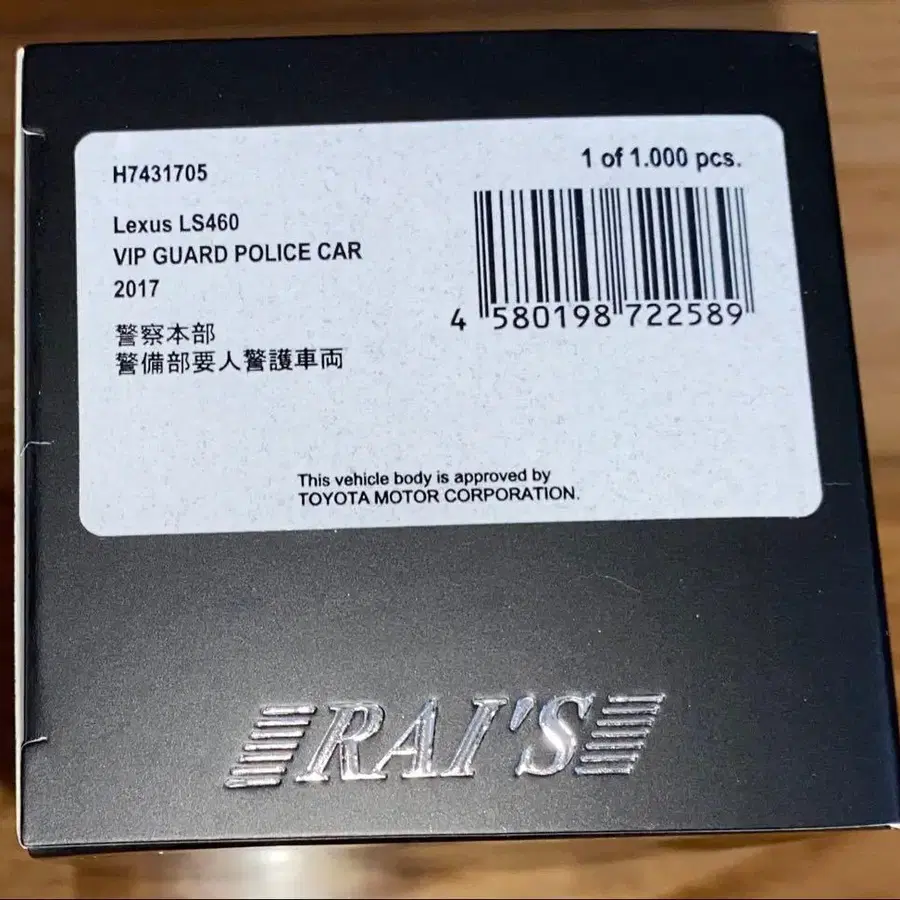 H7431705
1 of 1.000 pcs.
Lexus LS460
VIP GUARD POLICE CAR
2017
4 580198 722589
警察本部
警備部要人警護車両
This vehicle body is approved by
TOYOTA MOTOR CORPORATION.
RAI'S